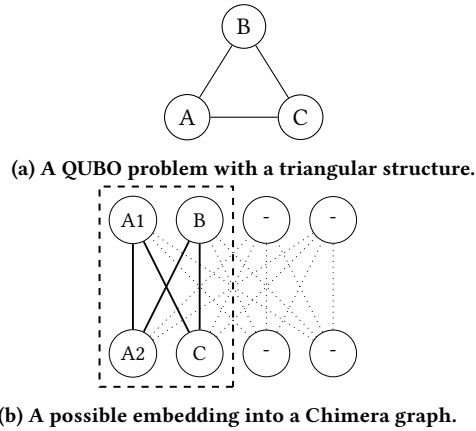 B
A C
(a) A QUBO problem with a triangular structure.
A1 B - -
A2 C - -
(b) A possible embedding into a Chimera graph.